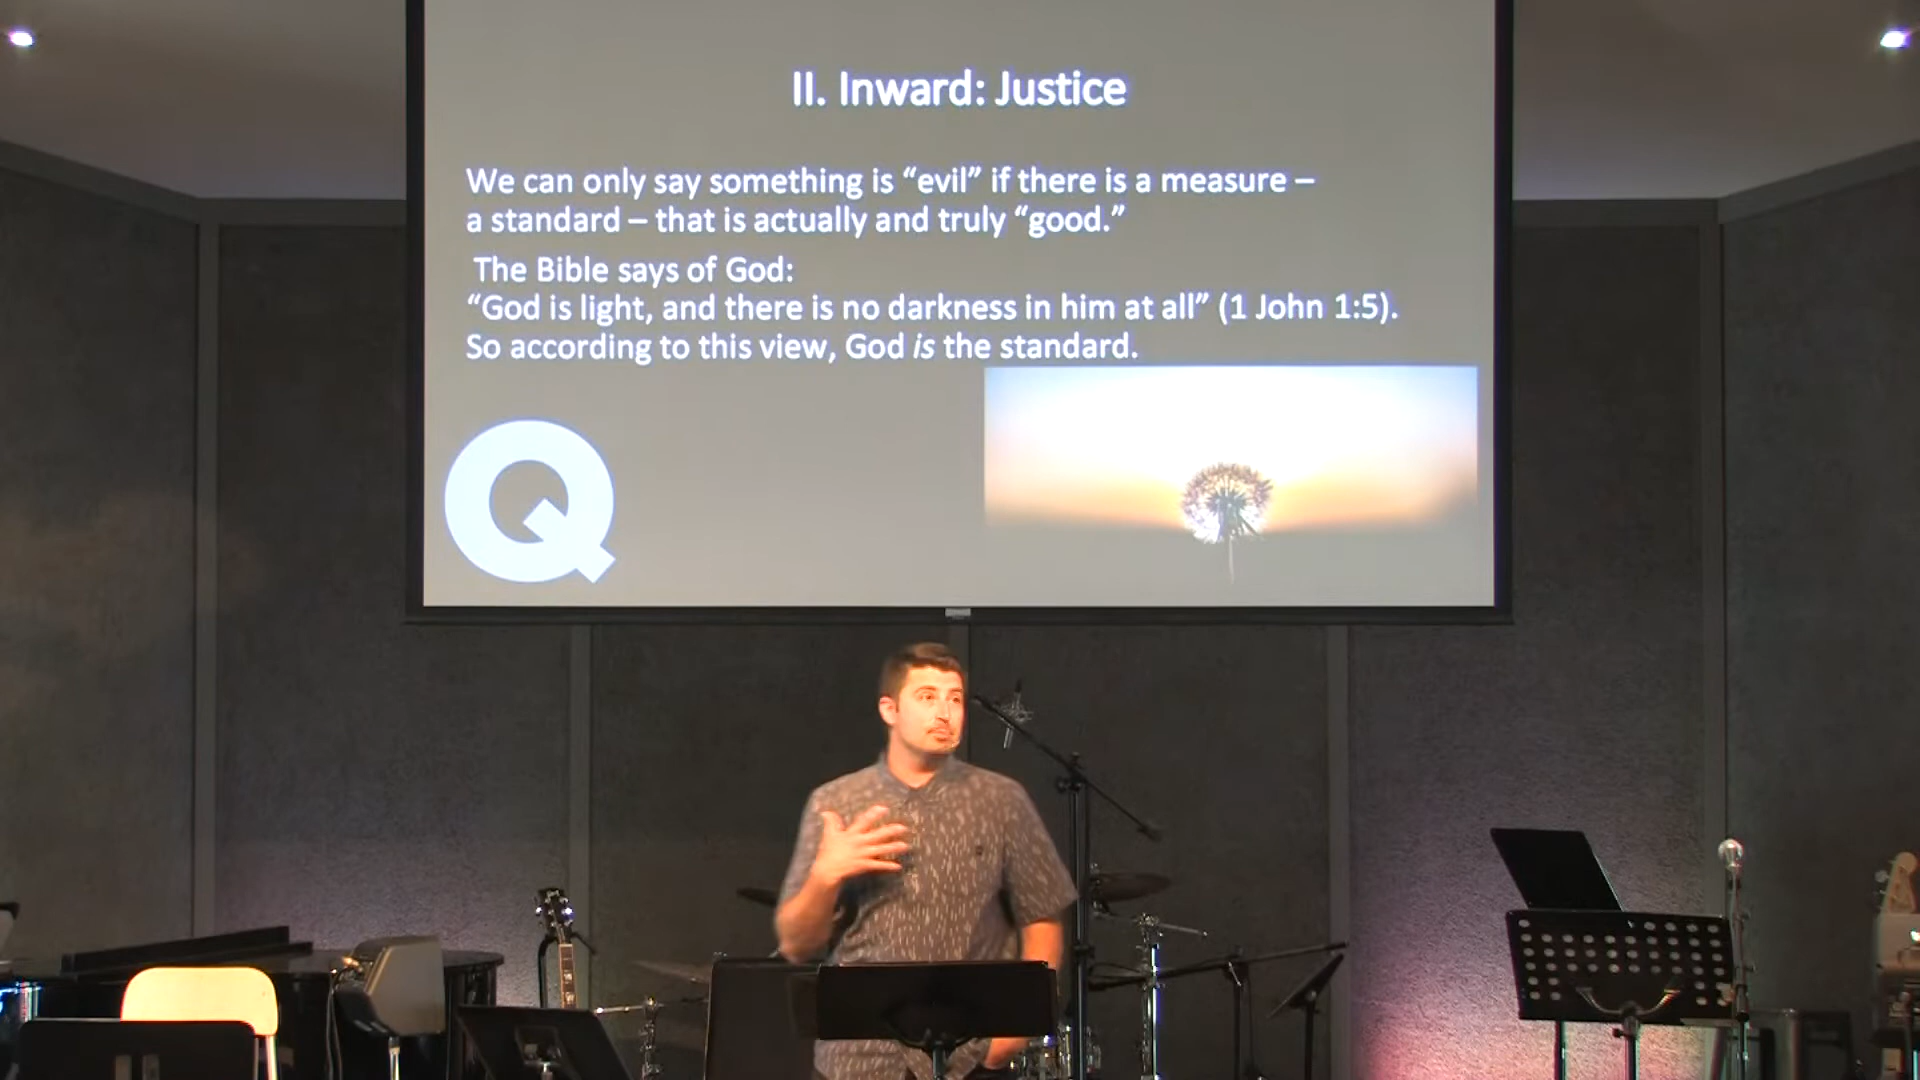 II. Inward: Justice
We can only say something is “evil” if there is a measure –
a standard – that is actually and truly “good.”
The Bible says of God:
“God is light, and there is no darkness in him at all” (1 John 1:5).
So according to this view, God is the standard.
Q